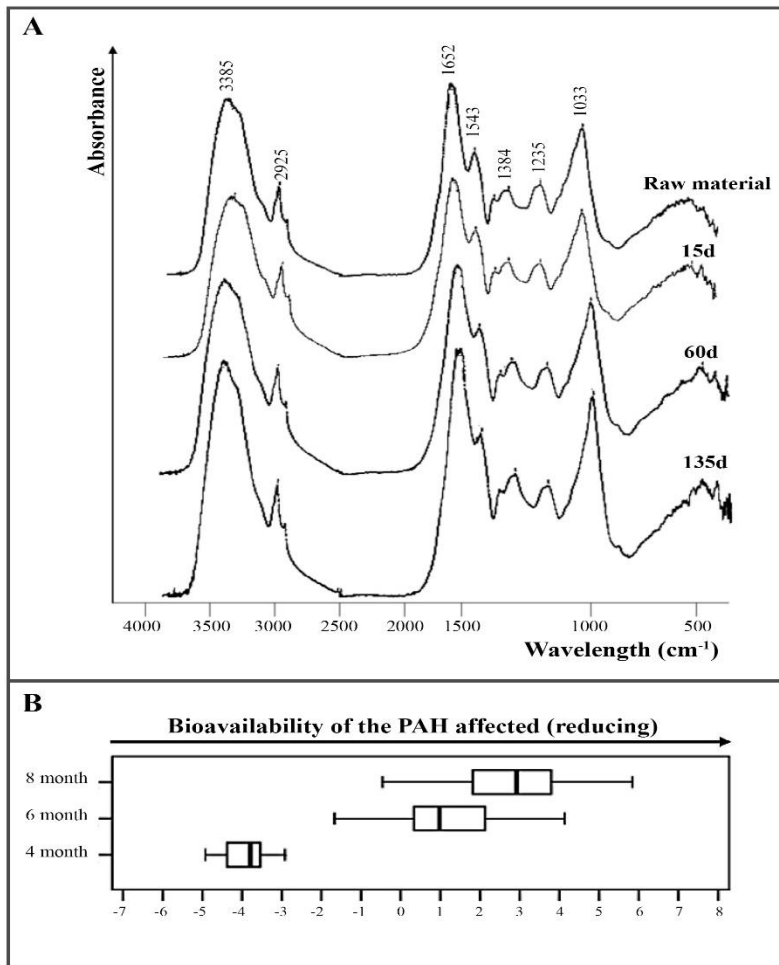 A
Absorbance
3385
2925
1652
1543
1384
1235
1033
Raw material
15d
60d
135d
4000 3500 3000 2000 1500 1000 500
Wavelength (cm⁻¹)
B
Bioavailability of the PAH affected (reducing)
8 month
6 month
4 month
-7 -6 -5 -4 -3 -2 -1 0 1 2 3 4 5 6 7 8